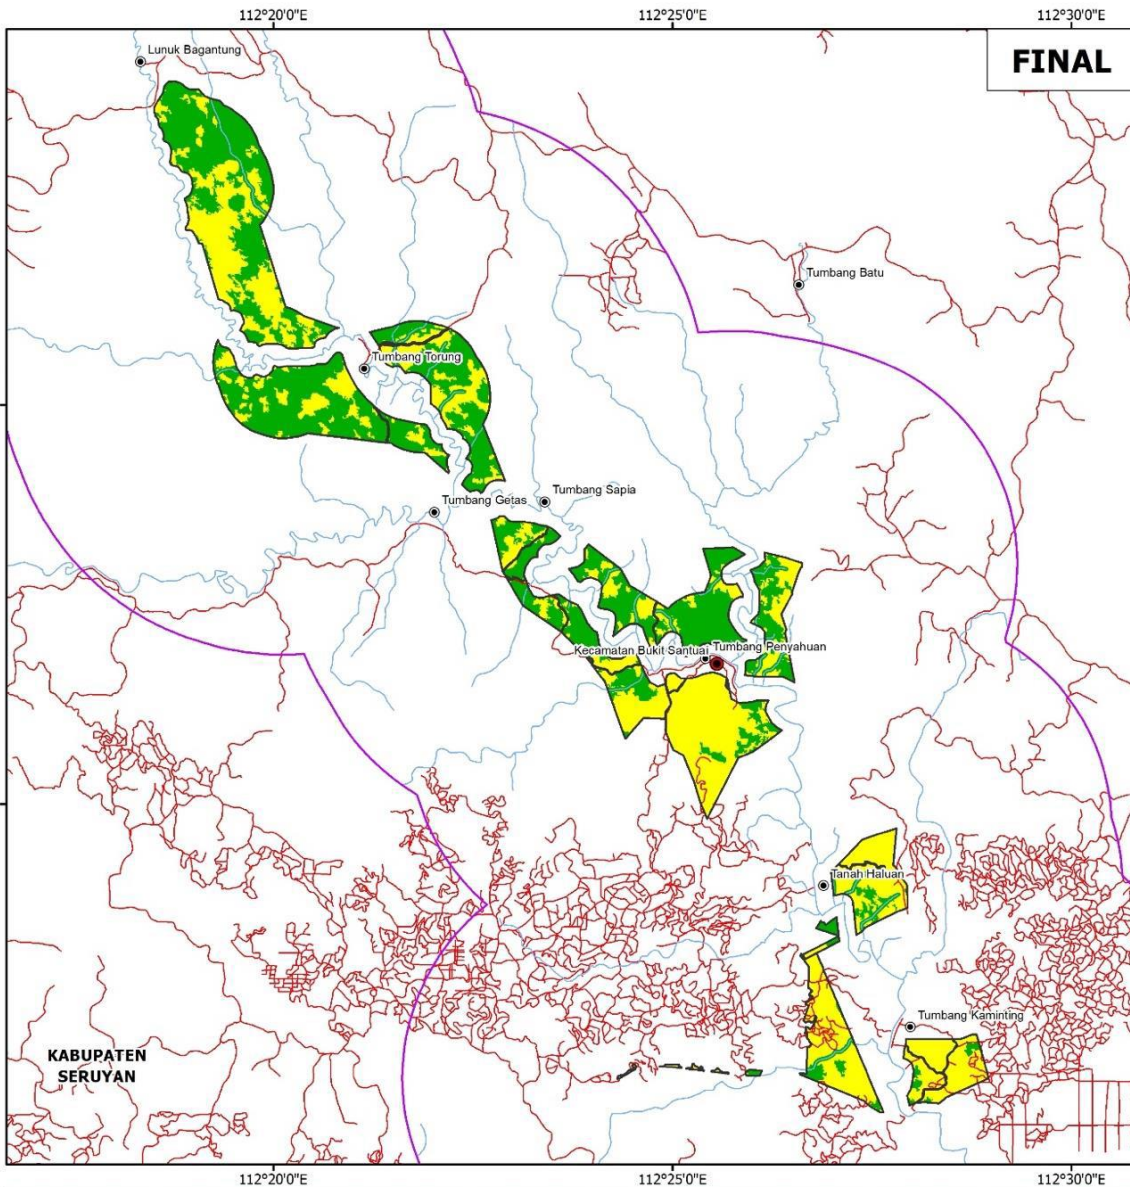 112°20'0"E
112°25'0"E
112°30'0"E
FINAL
Lunuk Bagantung
Tumbang Batu
Tumbang Torung
Tumbang Getas
Tumbang Sapia
Kecamatan Bukit Santuai
Tumbang Penyahuan
Tanah Haluan
Tumbang Kaminting
KABUPATEN
SERUYAN
112°20'0"E
112°25'0"E
112°30'0"E